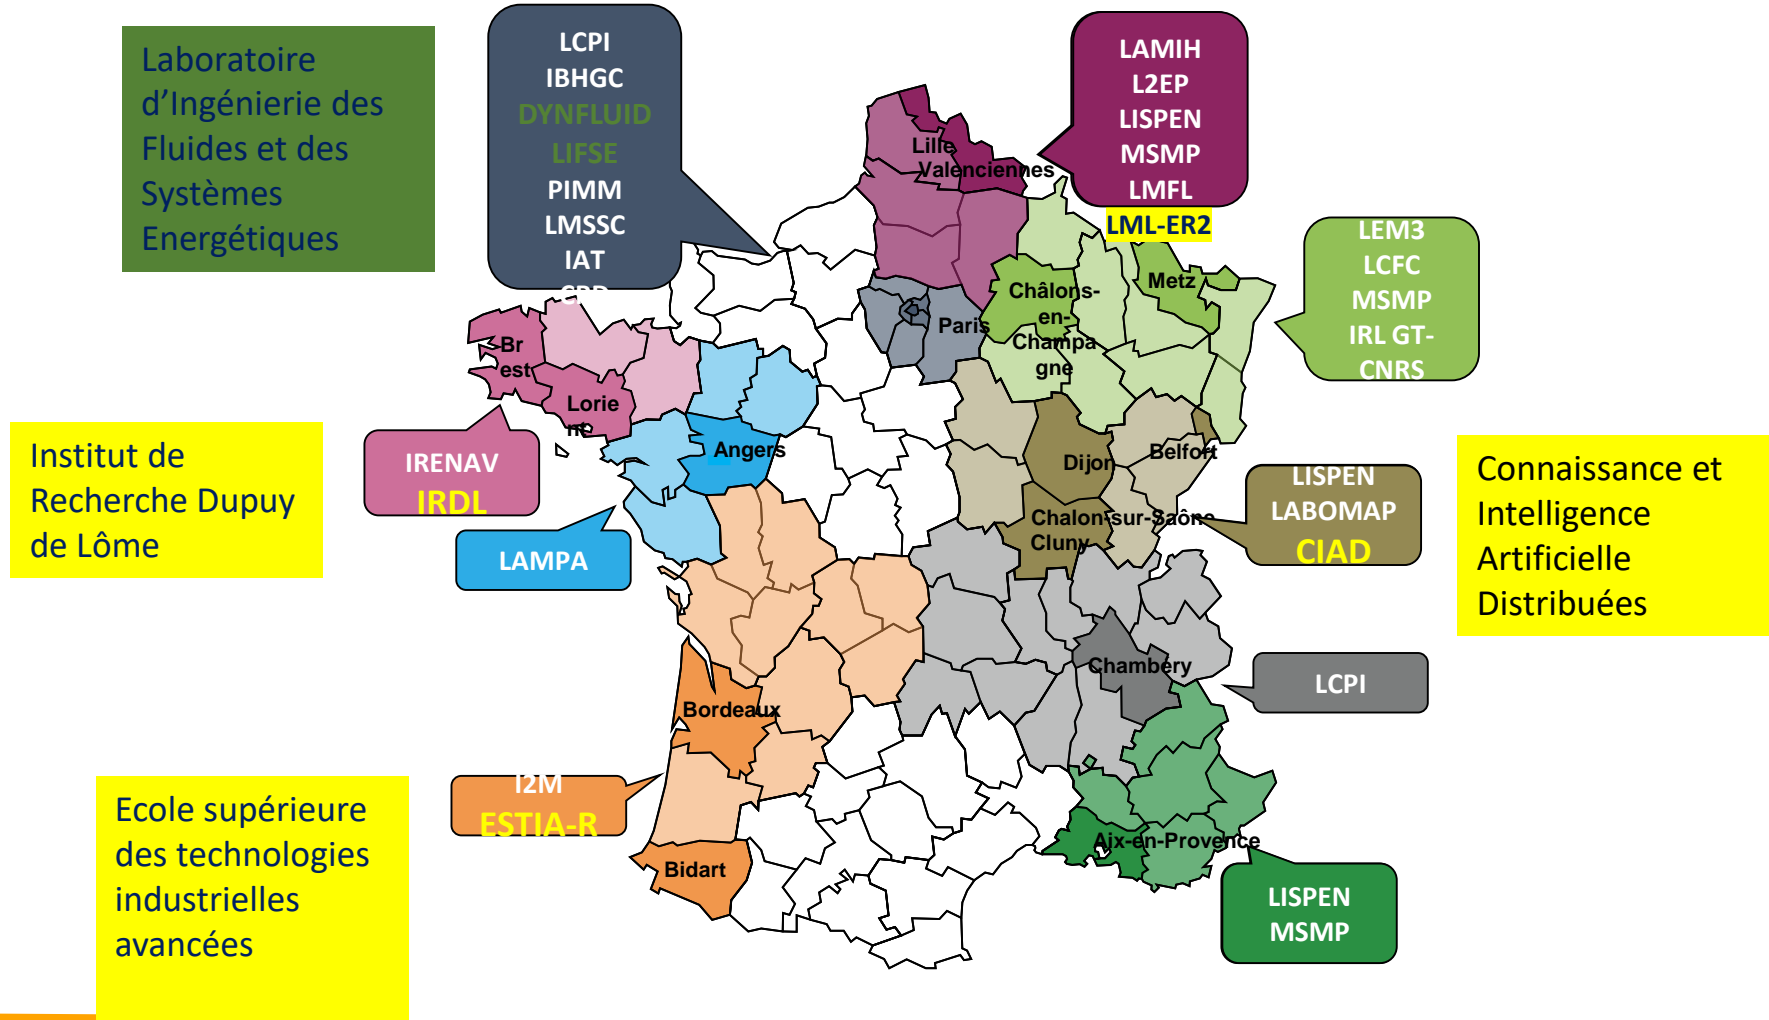 Laboratoire
d'Ingénierie des
Fluides et des
Systèmes
Energétiques
LCPI
IBHGC
DYNFLUID
LIFSE
PIMM
LMSSC
IAT
LAMIH
L2EP
LISPEN
MSMP
LMFL
LML-ER2
LEM3
LCFC
MSMP
IRL GT-
CNRS
Lille
Valenciennes
Metz
Châlons-
en-
Champa
gne
Paris
Br
est
Lorie
nt
Angers
Dijon
Belfort
Chalon-sur-Saône
Cluny
Chambéry
Bordeaux
Bidart
Aix-en-Provence
Institut de
Recherche Dupuy
de Lôme
IRENAV
IRDL
LAMPA
LISPEN
LABOMAP
CIAD
Connaissance et
Intelligence
Artificielle
Distribuées
LCPI
I2M
ESTIA-R
Ecole supérieure
des technologies
industrielles
avancées
LISPEN
MSMP